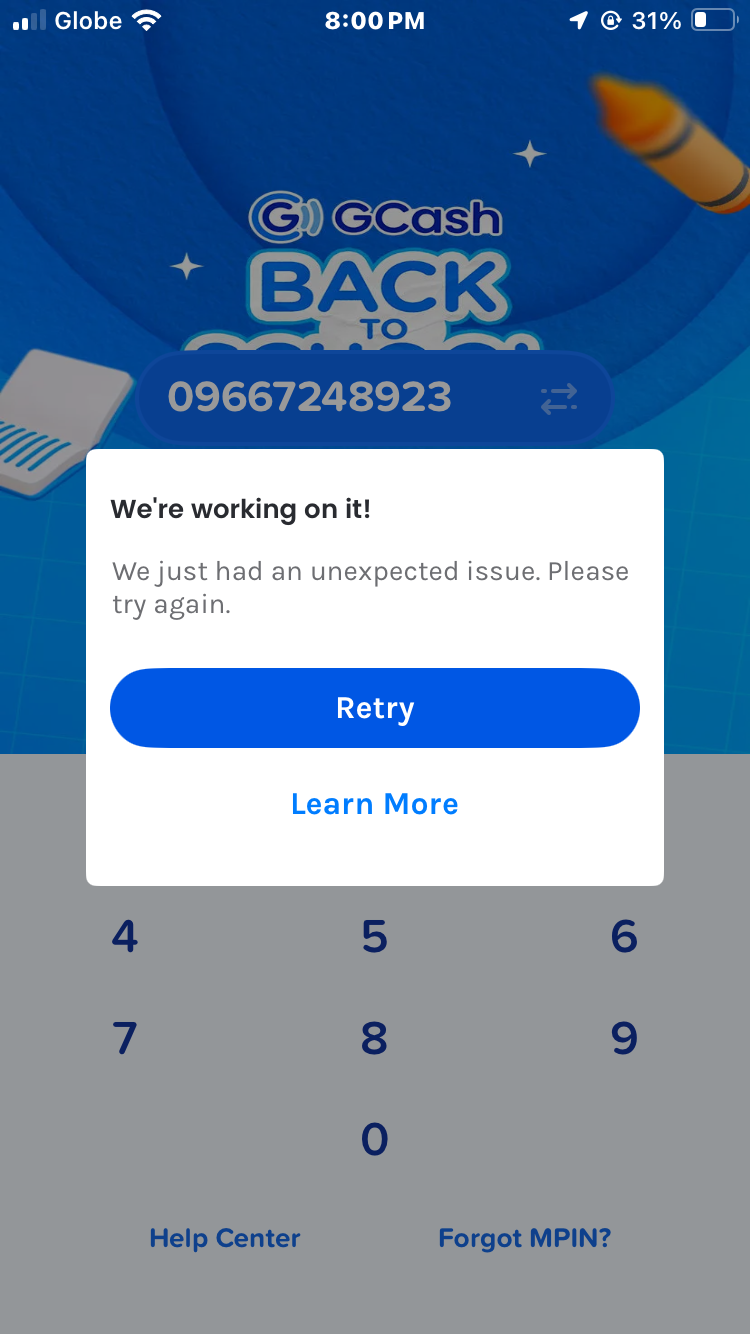 Globe 8:00 PM 31%
GCash
BACK
TO
09667248923
We're working on it!
We just had an unexpected issue. Please
try again.
Retry
Learn More
4 5 6
7 8 9
0
Help Center Forgot MPIN?